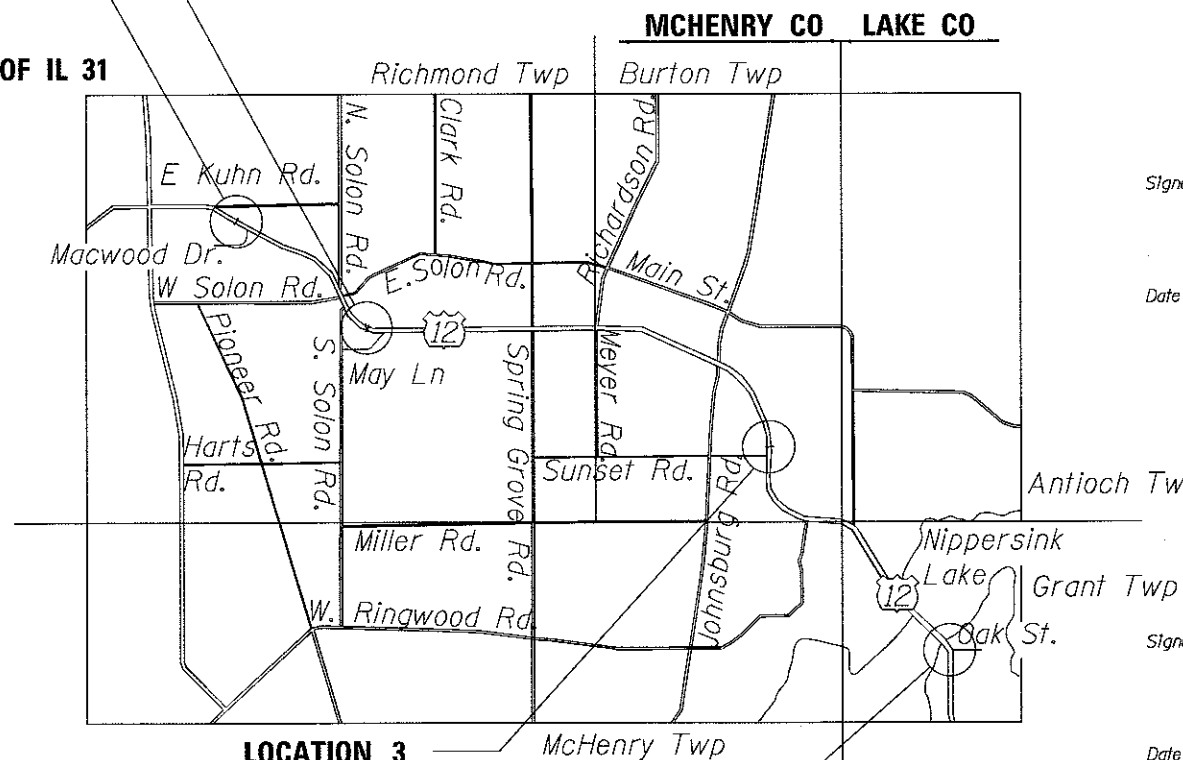 MCHENRY CO
LAKE CO
OF IL 31
Richmond Twp
Burton Twp
N. Solon Rd.
Clark Rd.
Richardson Rd.
E Kuhn Rd.
Signe
Macwood Dr.
E. Solon Rd.
Main St.
W Solon Rd.
Date
12
Pioneer Rd.
S. Solon Rd.
May Ln
Spring Grove Rd.
Meyer Rd.
Harts
Rd.
Sunset Rd.
Johnsburg Rd.
Antioch Tw
Miller Rd.
Nippersink
Lake
Grant Twp
12
W. Ringwood Rd
Oak St.
Signe
LOCATION 3
McHenry Twp
Date